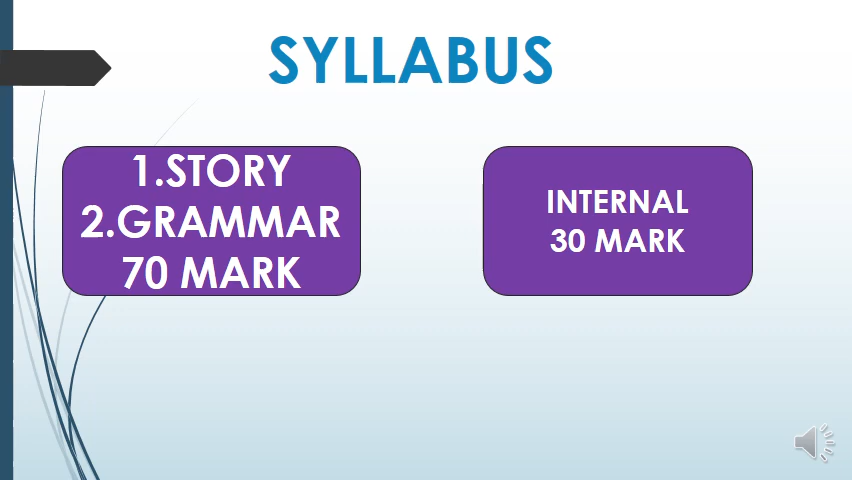 SYLLABUS
1.STORY
2.GRAMMAR
70 MARK
INTERNAL
30 MARK